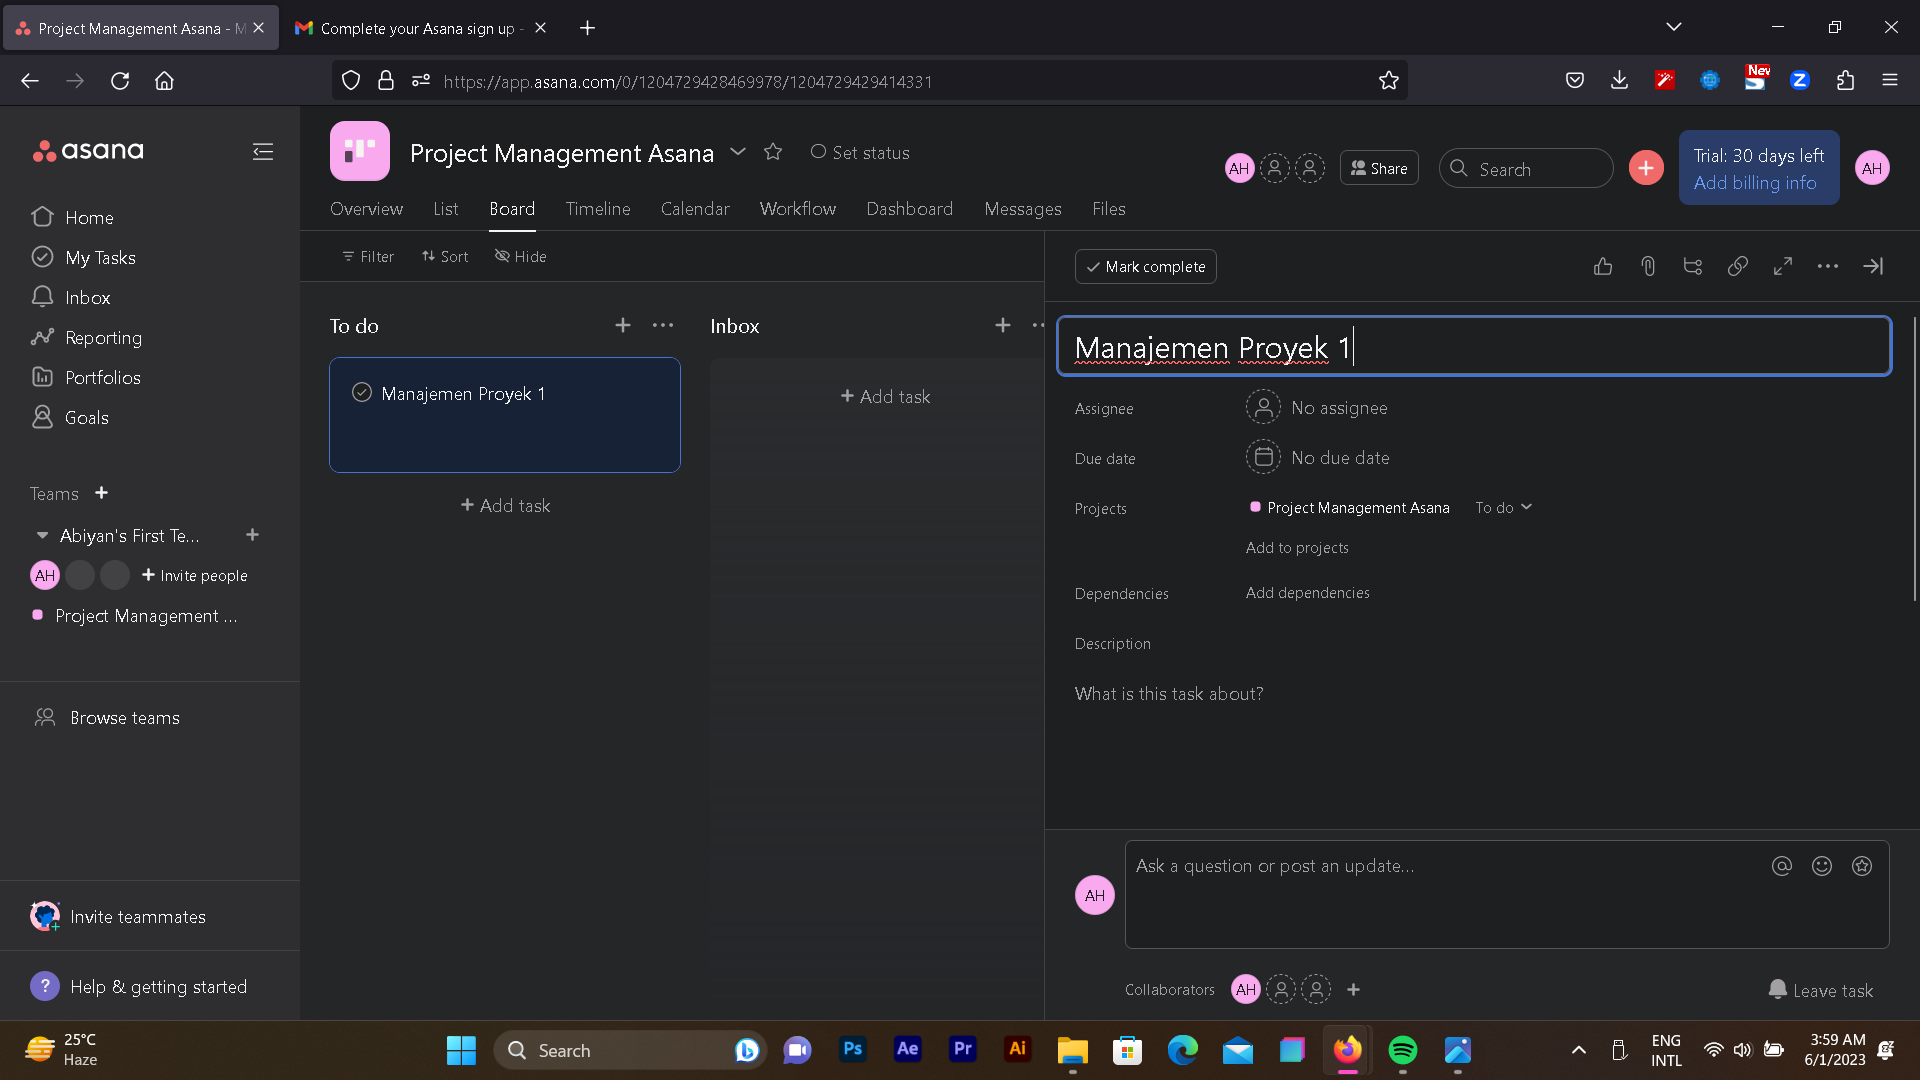 Project Management Asana - M
Complete your Asana sign up -
https://app.asana.com/0/1204729428469978/1204729429414331
New
asana
Home
My Tasks
Inbox
Reporting
Portfolios
Goals
Teams
Abiyan's First Te...
AH
Invite people
Project Management ...
Browse teams
Invite teammates
? Help & getting started
Project Management Asana
Set status
Overview List Board Timeline Calendar Workflow Dashboard Messages Files
AH
Share
Search
Trial: 30 days left
Add billing info
AH
Filter Sort Hide
To do
Manajemen Proyek 1
+ Add task
Inbox
+ Add task
Mark complete
Manajemen Proyek 1
Assignee No assignee
Due date No due date
Projects Project Management Asana To do
Add to projects
Dependencies Add dependencies
Description
What is this task about?
AH
Ask a question or post an update...
Collaborators AH
Leave task
25°C
Haze
Search
Ps Ae Pr Ai
ENG
INTL
3:59 AM
6/1/2023